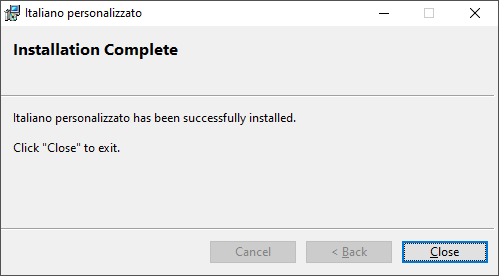 Italiano personalizzato
Installation Complete
Italiano personalizzato has been successfully installed.
Click "Close" to exit.
Cancel
< Back
Close